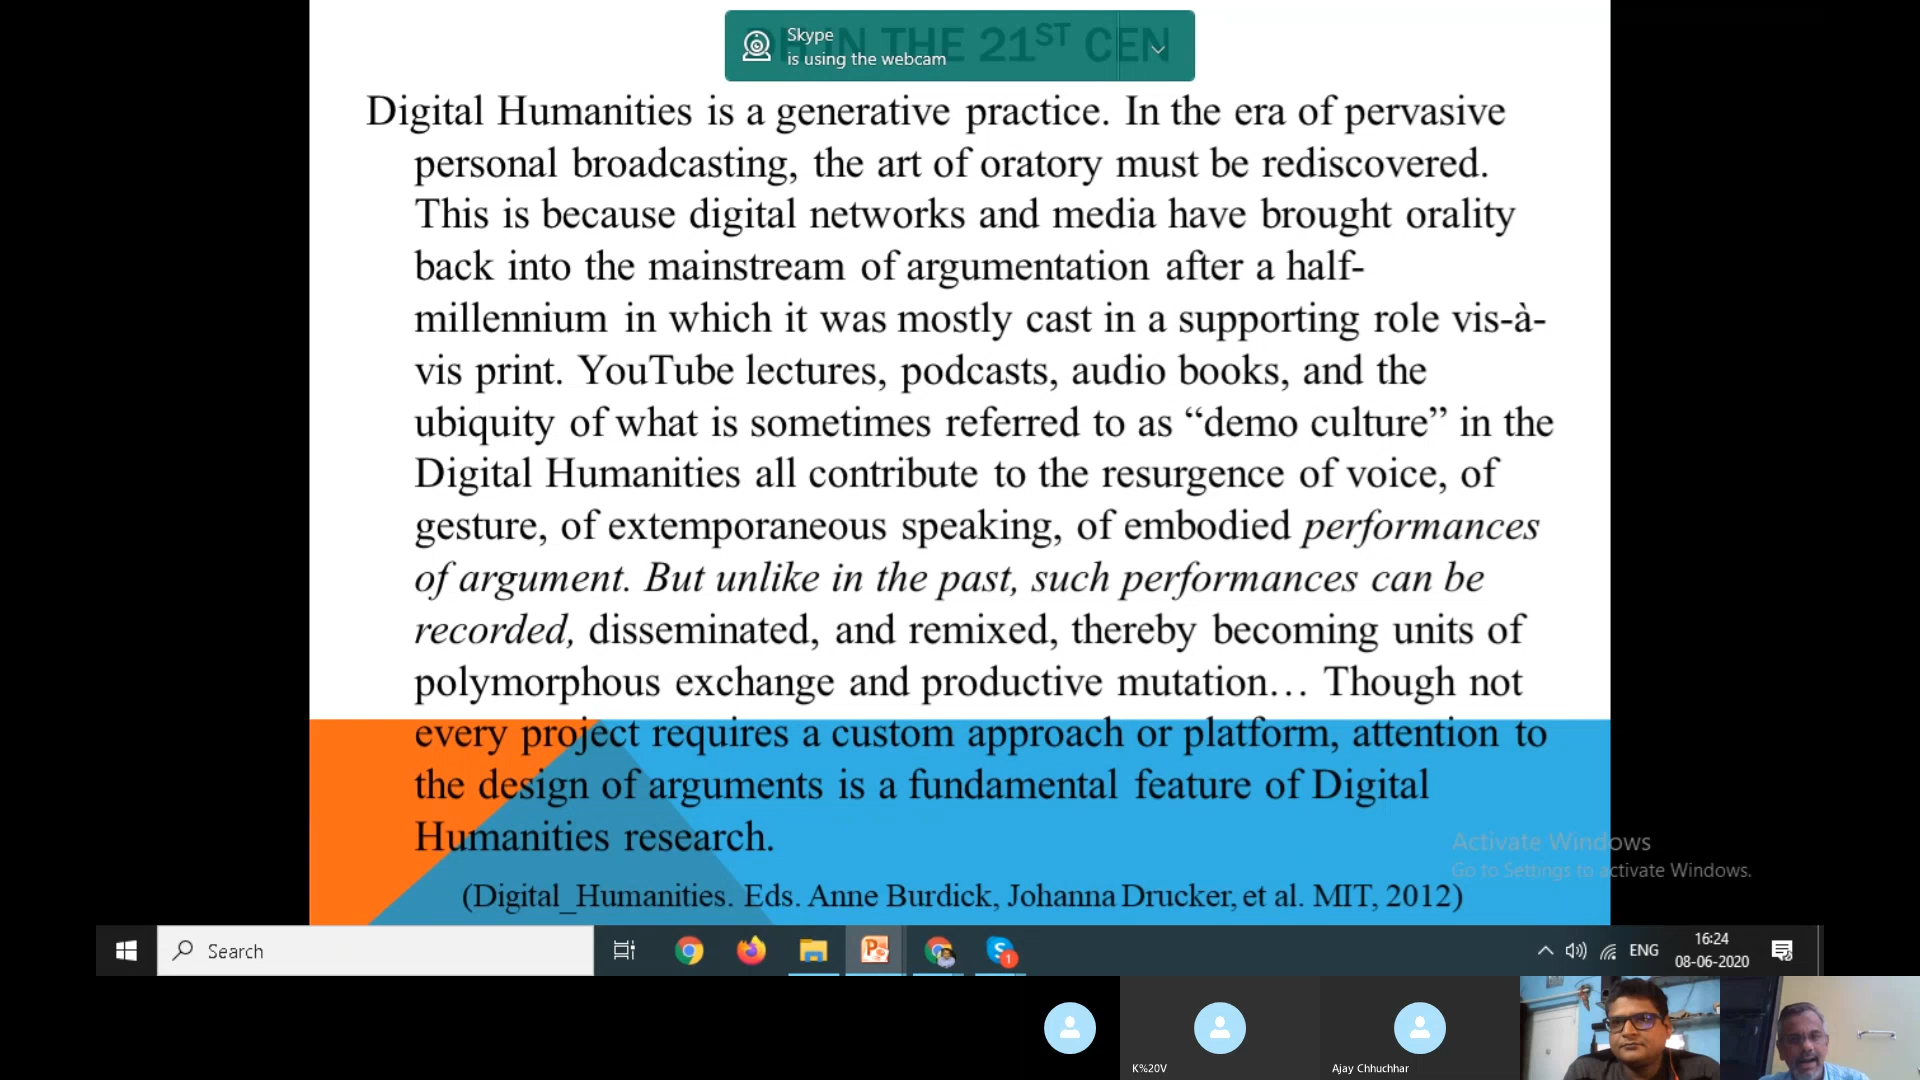 DH IN THE 21ST CEN
Skype
is using the webcam
Digital Humanities is a generative practice. In the era of pervasive
personal broadcasting, the art of oratory must be rediscovered.
This is because digital networks and media have brought orality
back into the mainstream of argumentation after a half-
millennium in which it was mostly cast in a supporting role vis-à-
vis print. YouTube lectures, podcasts, audio books, and the
ubiquity of what is sometimes referred to as “demo culture” in the
Digital Humanities all contribute to the resurgence of voice, of
gesture, of extemporaneous speaking, of embodied performances
of argument. But unlike in the past, such performances can be
recorded, disseminated, and remixed, thereby becoming units of
polymorphous exchange and productive mutation… Though not
every project requires a custom approach or platform, attention to
the design of arguments is a fundamental feature of Digital
Humanities research.
(Digital_Humanities. Eds. Anne Burdick, Johanna Drucker, et al. MIT, 2012)
Activate Windows
Go to Settings to activate Windows.
Search
1
ENG
16:24
08-06-2020
K%20V
Ajay Chhuchhar